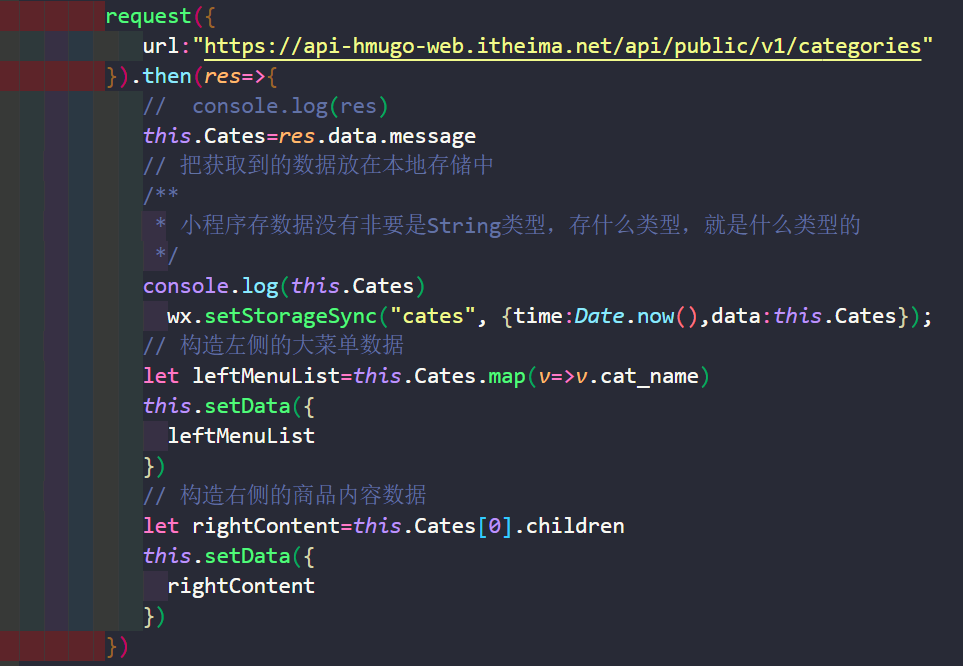 request({
url:"https://api-hmugo-web.itheima.net/api/public/v1/categories"
}).then(res=>{
//  console.log(res)
this.Cates=res.data.message
// 把获取到的数据放在本地存储中
/**
* 小程序存数据没有非要是String类型，存什么类型，就是什么类型的
*/
console.log(this.Cates)
wx.setStorageSync("cates", {time:Date.now(),data:this.Cates});
// 构造左侧的大菜单数据
let leftMenuList=this.Cates.map(v=>v.cat_name)
this.setData({
leftMenuList
})
// 构造右侧的商品内容数据
let rightContent=this.Cates[0].children
this.setData({
rightContent
})
})